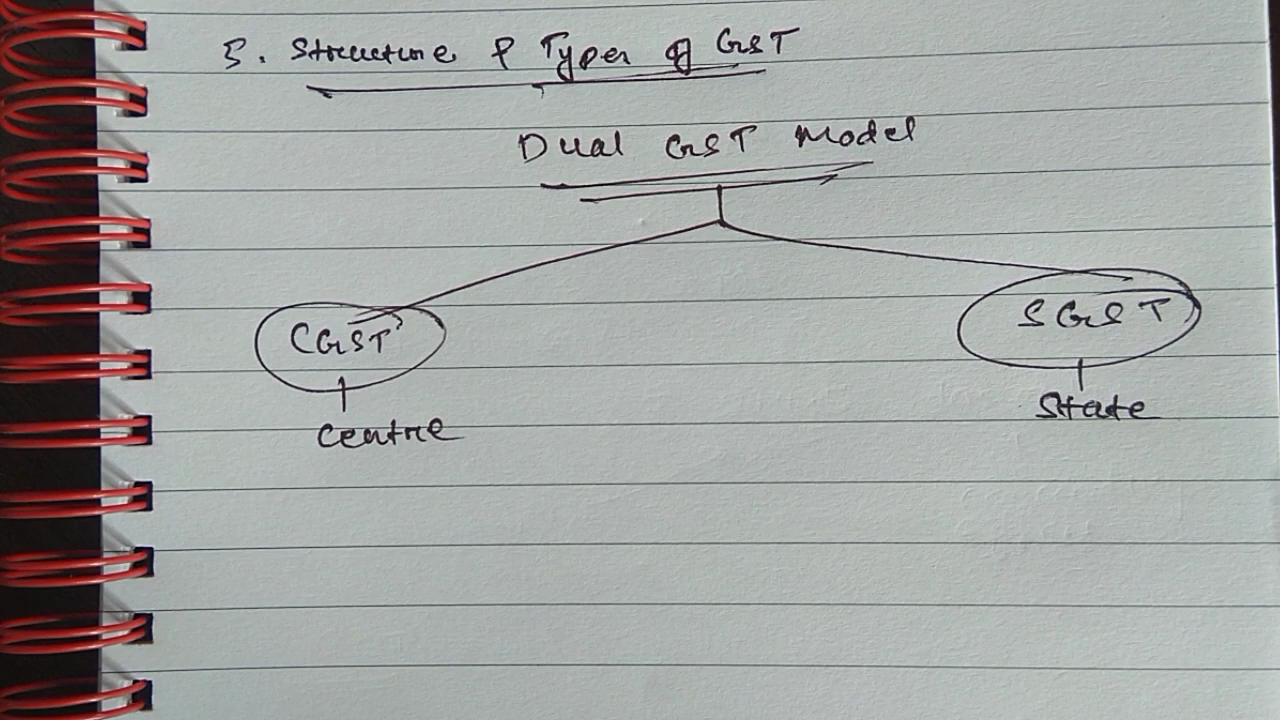 5. Structure & Types of GST
Dual GST Model
CGST
SGST
Centre
State